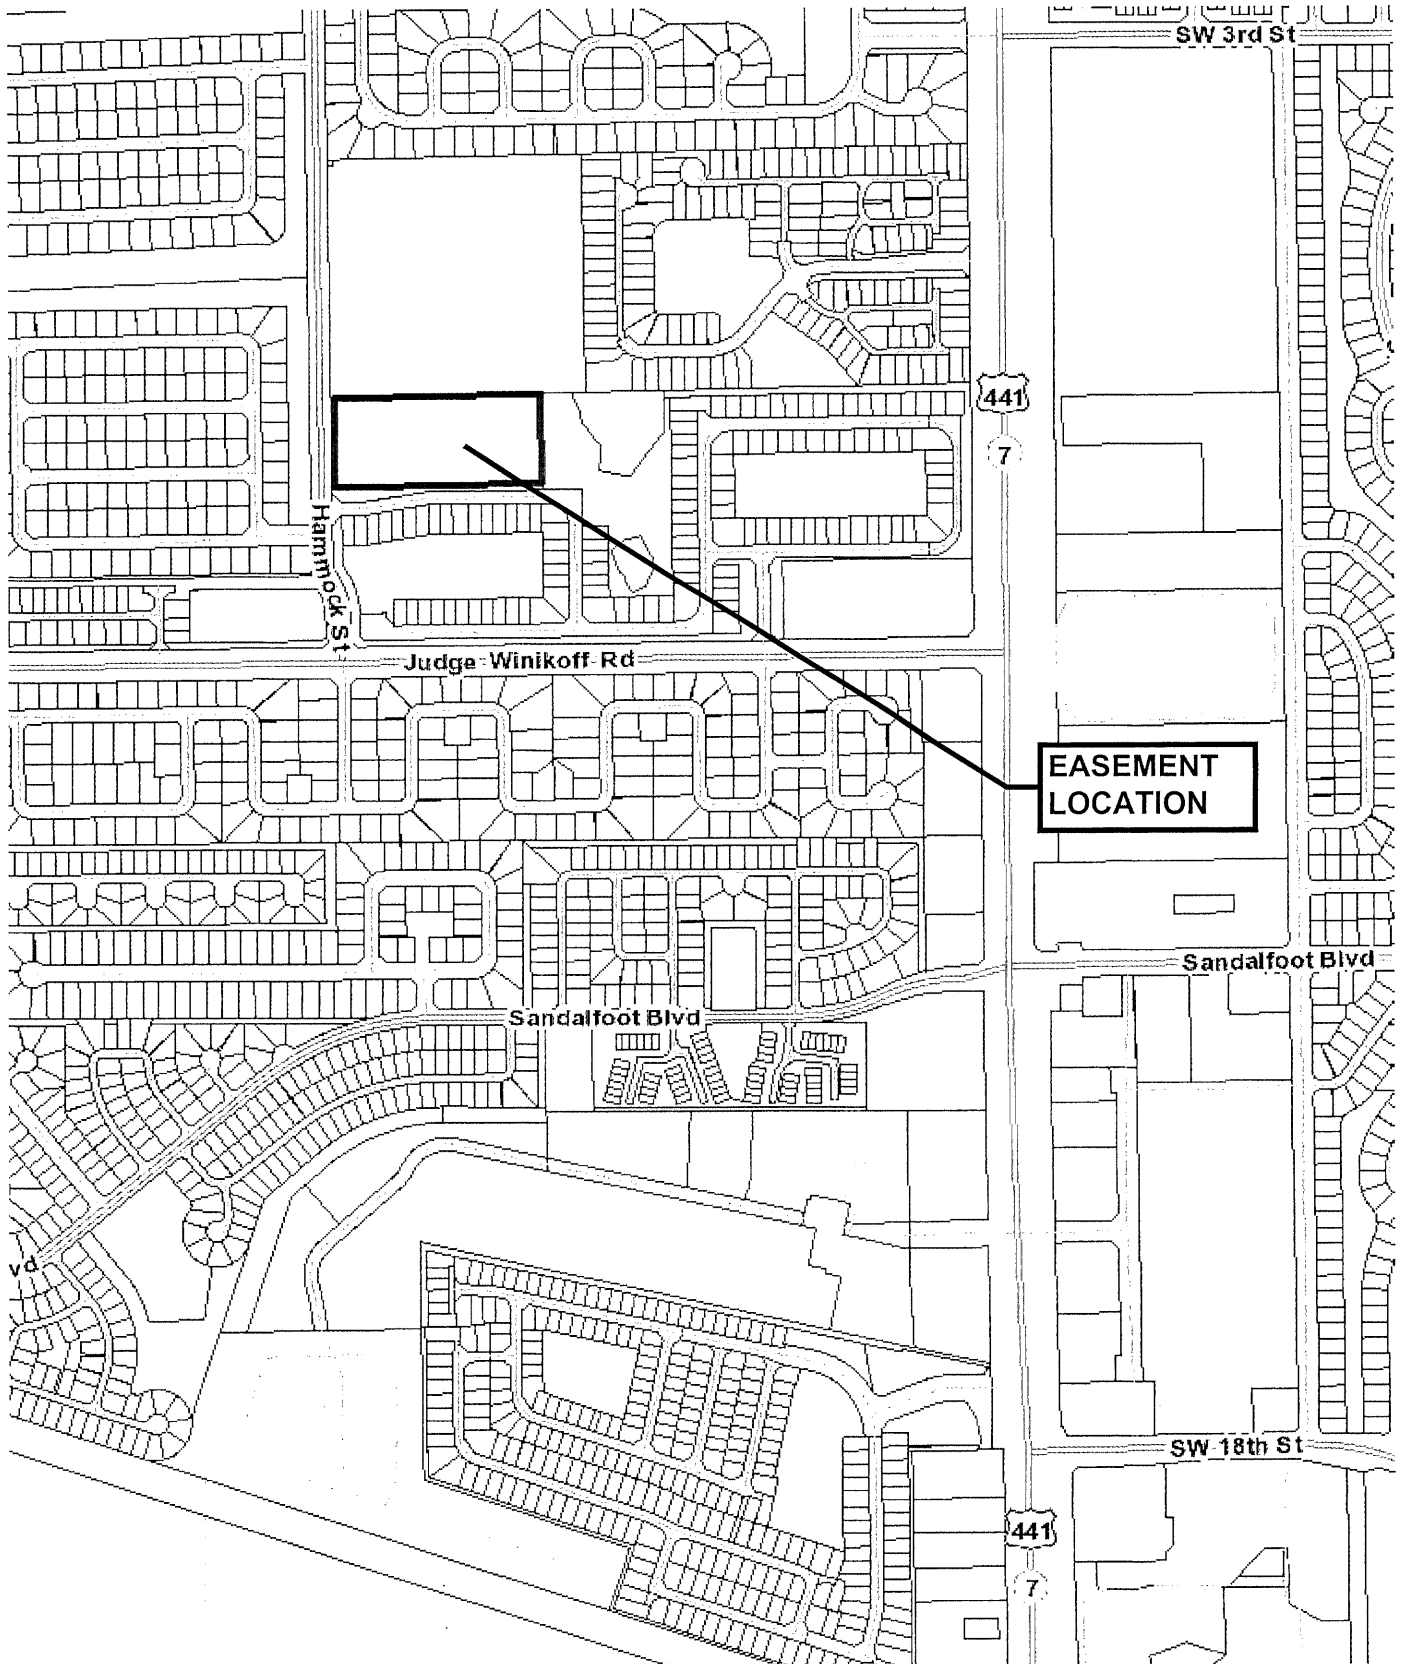 SW 3rd St
441
7
Hammock St
Judge Winikoff Rd
EASEMENT
LOCATION
Sandalfoot Blvd
Sandalfoot Blvd
vd
SW 18th St
441
7